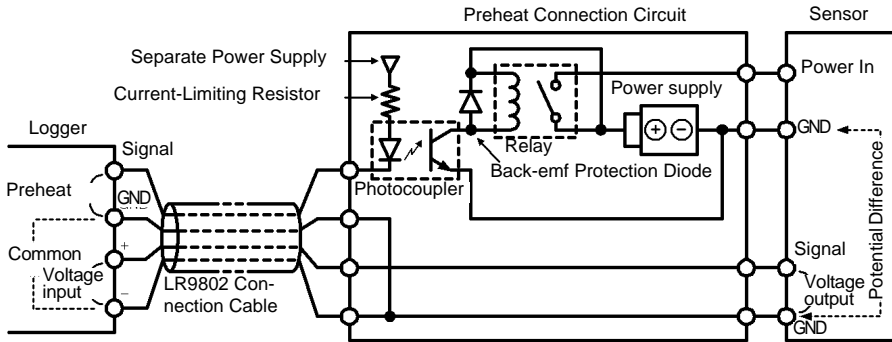 Preheat Connection Circuit
Sensor
Separate Power Supply
Current-Limiting Resistor
Power In
Power supply
Logger
GND
Relay
Back-emf Protection Diode
Photocoupler
Signal
Preheat
GND
Potential Difference
+
Common
Voltage
input
−
LR9802 Con-
nection Cable
Signal
Voltage
output
GND